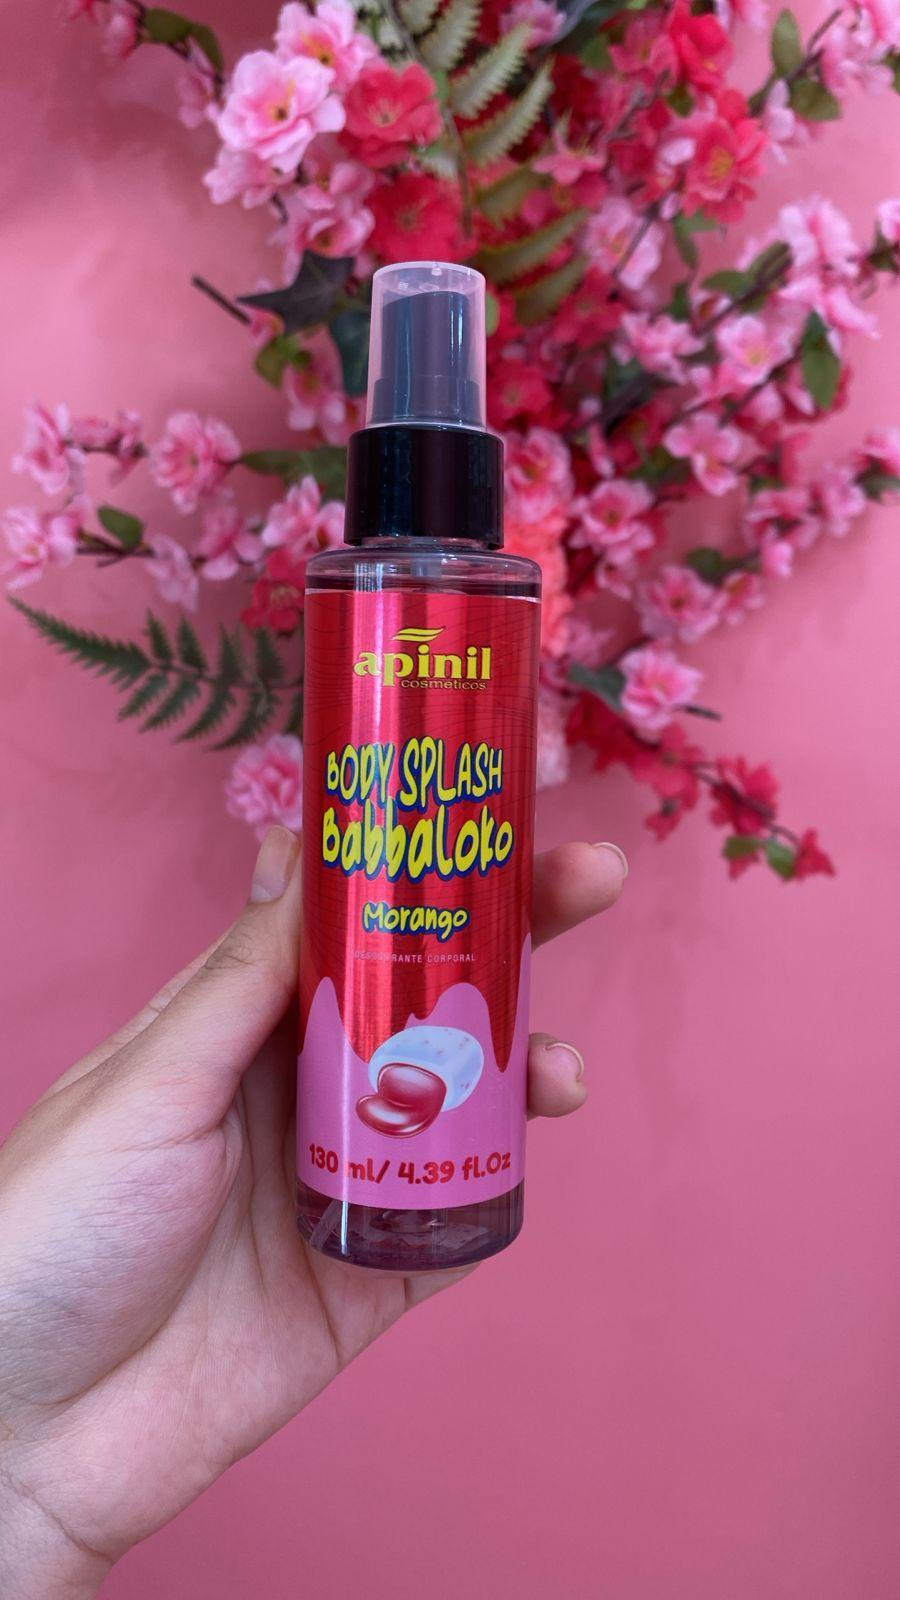 apinil
cosméticos
BODY SPLASH
Babbaloko
Morango
DESODORANTE CORPORAL
130 ml/ 4.39 fl.Oz